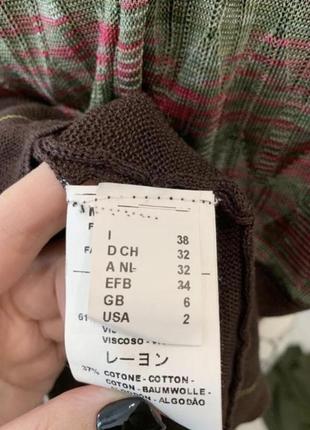 I 38
D CH 32
A NL 32
EFB 34
GB 6
USA 2
VISCOSO
レーヨン
37% COTONE - COTTON -
COTON - BAUMWOLLE -
ALGODÃO